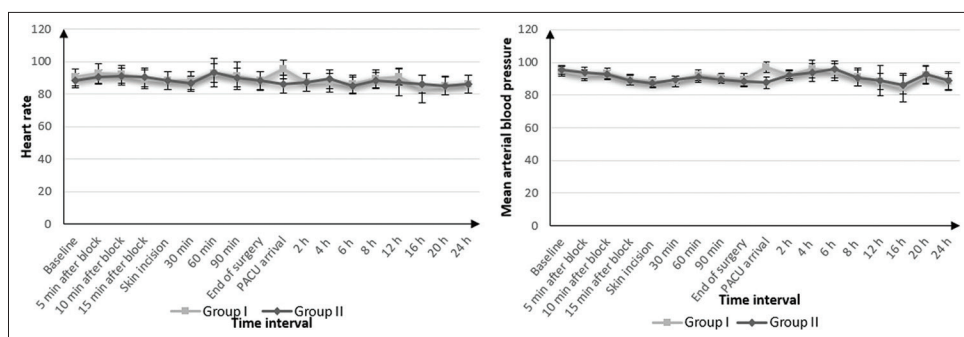 120
100
80
60
40
20
0
Heart rate
Baseline
5 min after block
10 min after block
15 min after block
Skin incision
30 min
60 min
90 min
End of surgery
PACU arrival
2 h
4 h
6 h
8 h
12 h
16 h
20 h
24 h
Group I Group II
Time interval
120
100
80
60
40
20
0
Mean arterial blood pressure
Baseline
5 min after block
10 min after block
15 min after block
Skin incision
30 min
60 min
90 min
End of surgery
PACU arrival
2 h
4 h
6 h
8 h
12 h
16 h
20 h
24 h
Time interval
Group I Group II